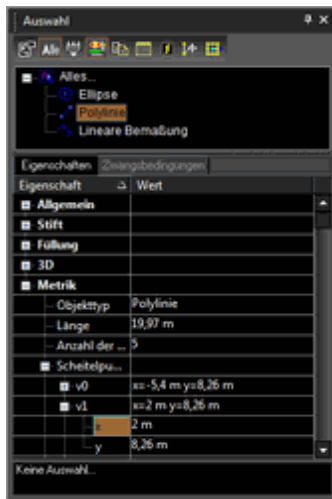 Auswahl
Alles...
Ellipse
Polylinie
Lineare Bemaßung
Eigenschaften Zwangsbedingungen
Eigenschaft Wert
Allgemein
Stift
Füllung
3D
Metrik
Objekttyp Polylinie
Länge 19,97 m
Anzahl der ... 5
Scheitelpu...
v0 x=-5,4 m y=8,26 m
v1 x=2 m y=8,26 m
x 2 m
y 8,26 m
Keine Auswahl...